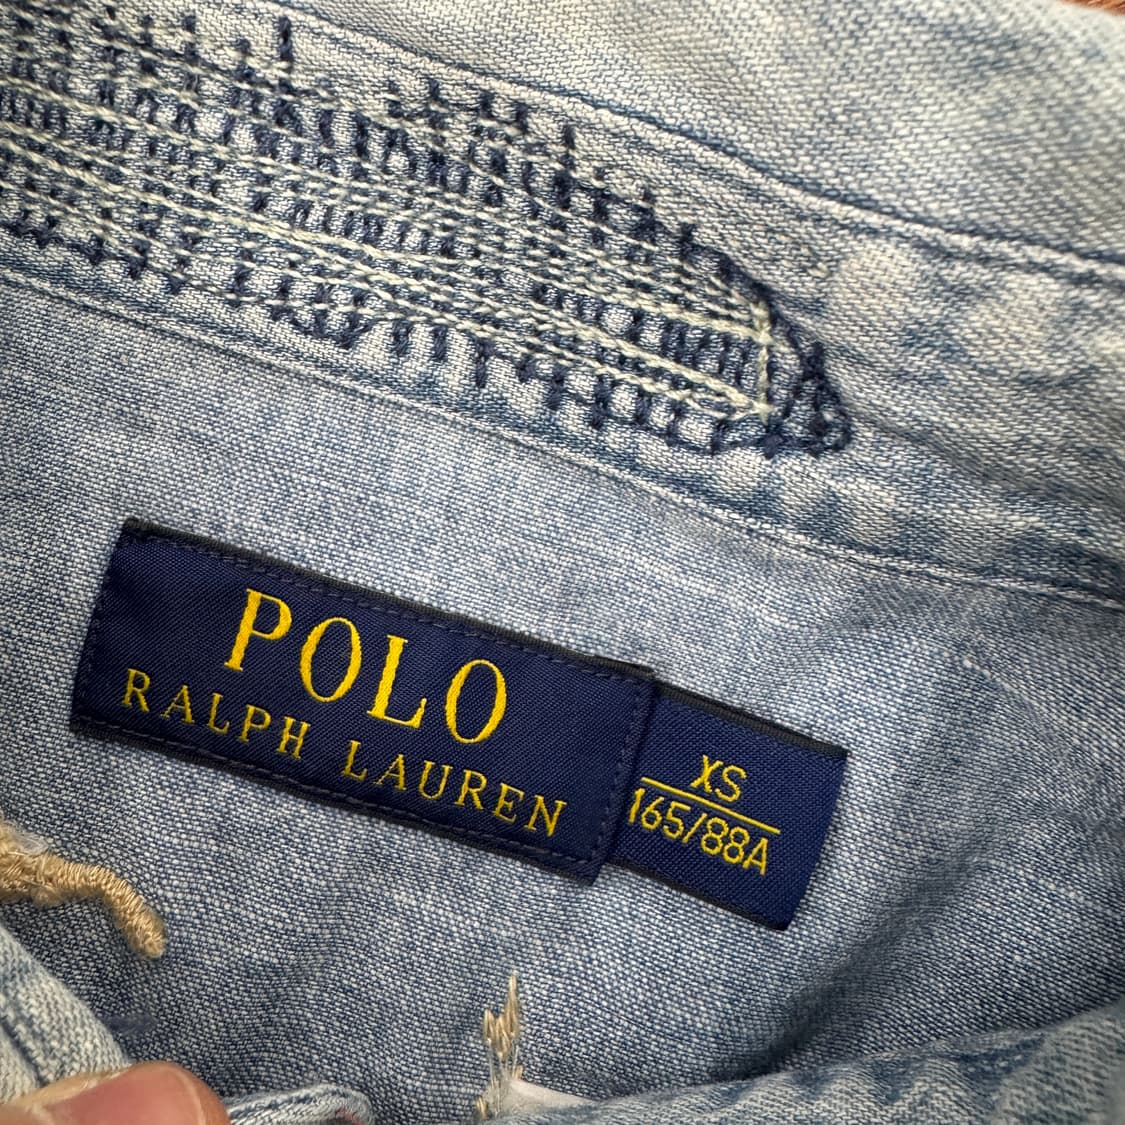 POLO
RALPH LAUREN
XS
165/88A